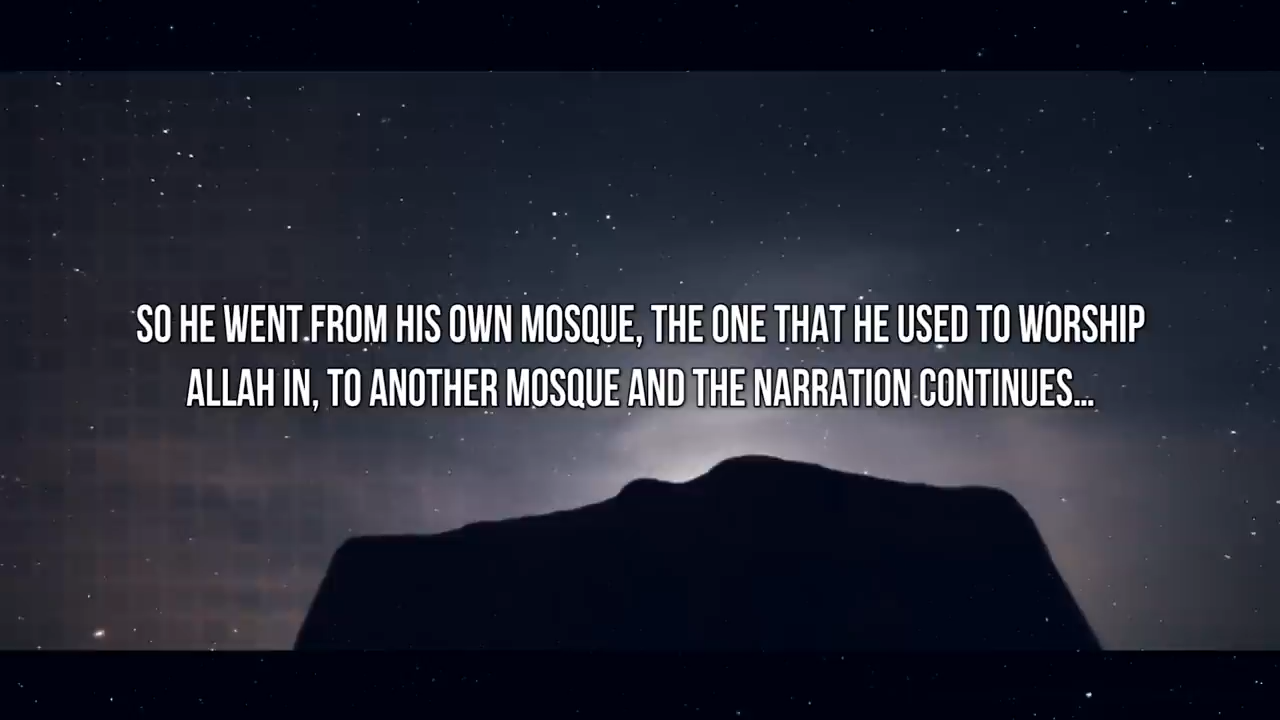 SO HE WENT FROM HIS OWN MOSQUE, THE ONE THAT HE USED TO WORSHIP
ALLAH IN, TO ANOTHER MOSQUE AND THE NARRATION CONTINUES...